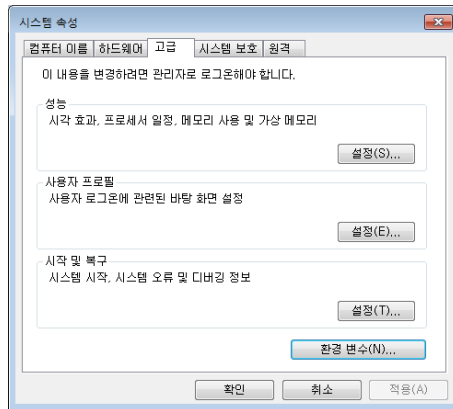 시스템 속성
컴퓨터 이름 하드웨어 고급 시스템 보호 원격
이 내용을 변경하려면 관리자로 로그온해야 합니다.
성능
시각 효과, 프로세서 일정, 메모리 사용 및 가상 메모리
설정(S)...
사용자 프로필
사용자 로그온에 관련된 바탕 화면 설정
설정(E)...
시작 및 복구
시스템 시작, 시스템 오류 및 디버깅 정보
설정(T)...
환경 변수(N)...
확인 취소 적용(A)